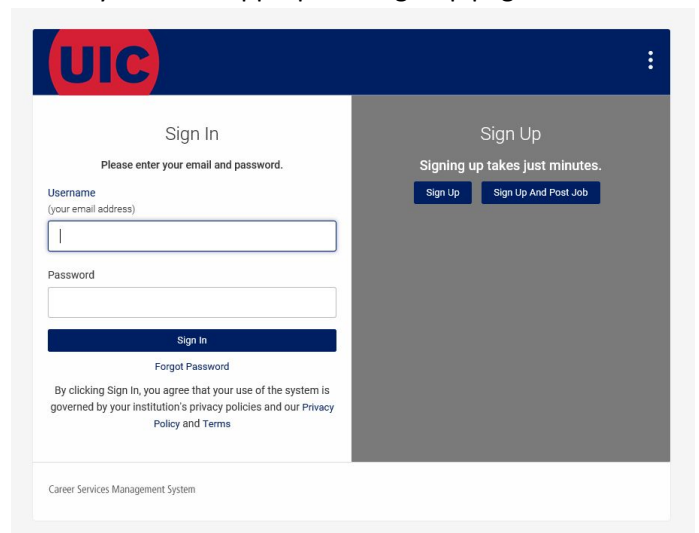 UIC
Sign In
Please enter your email and password.
Username
(your email address)
Password
Sign In
Forgot Password
By clicking Sign In, you agree that your use of the system is
governed by your institution's privacy policies and our Privacy
Policy and Terms
Sign Up
Signing up takes just minutes.
Sign Up
Sign Up And Post Job
Career Services Management System